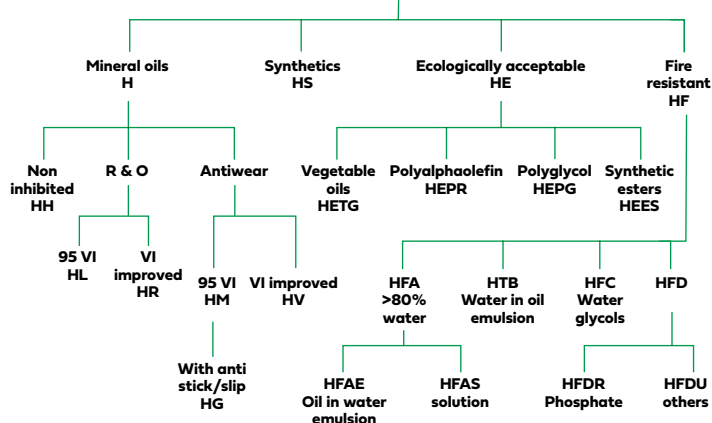 Mineral oils
H
Synthetics
HS
Ecologically acceptable
HE
Fire
resistant
HF
Non
inhibited
HH
R & O
Antiwear
Vegetable
oils
HETG
Polyalphaolefin
HEPR
Polyglycol
HEPG
Synthetic
esters
HEES
95 VI
HL
VI
improved
HR
95 VI
HM
VI improved
HV
HFA
>80%
water
HTB
Water in oil
emulsion
HFC
Water
glycols
HFD
With anti
stick/slip
HG
HFAE
Oil in water
emulsion
HFAS
solution
HFDR
Phosphate
HFDU
others